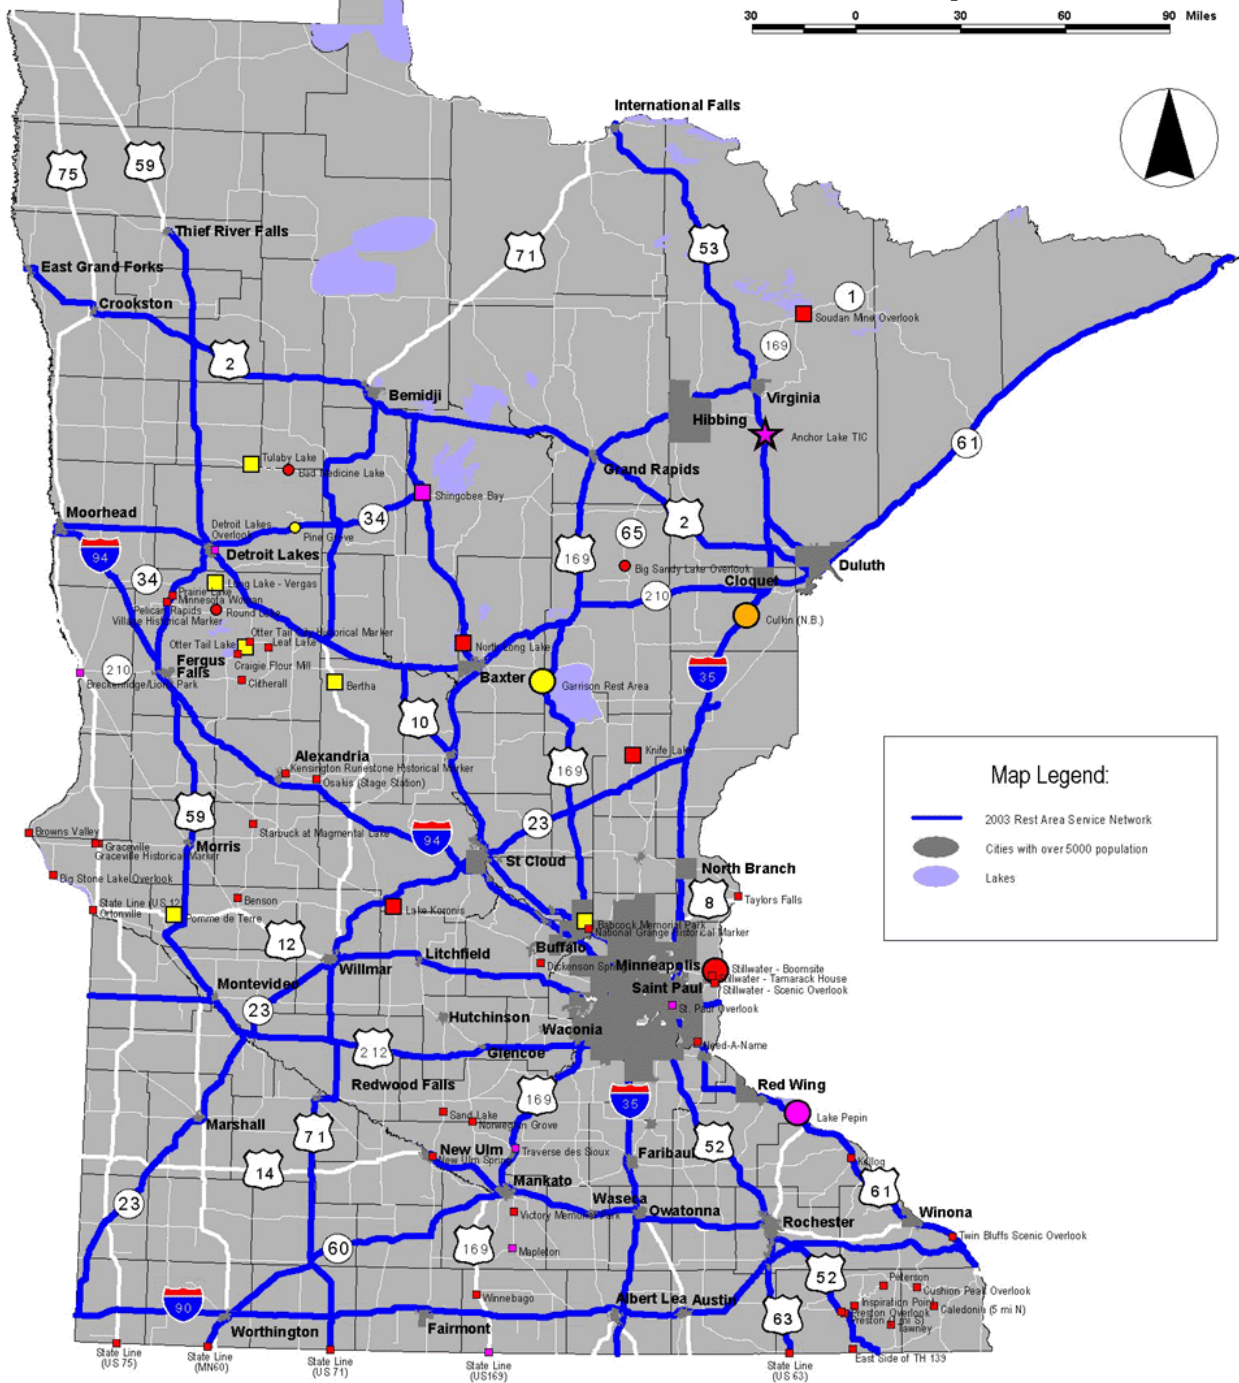 30 0 30 60 90 Miles
International Falls
75
59
71
53
1
Thief River Falls
East Grand Forks
Crookston
Soudan Mine Overlook
169
2
Bemidji
Virginia
Hibbing
Anchor Lake TIC
61
Tulaby Lake
Bad Medicine Lake
Grand Rapids
Shingobee Bay
Moorhead
34
2
65
Detroit Lakes
Overlook
Pine Grove
94
Detroit Lakes
169
Big Sandy Lake Overlook
Duluth
Cloquet
34
Long Lake - Vergas
Prairie Lake
Minnesota Woman
210
Pelican Rapids
Village Historical Marker
Round Lake
Culkin (N.B.)
Otter Tail City Historical Marker
Otter Tail Lake
Leaf Lake
North Long Lake
Fergus
Falls
Craigie Flour Mill
210
Breckenridge/Lions Park
Clitherall
Bertha
Baxter
Garrison Rest Area
35
10
Alexandria
Kensington Runestone Historical Marker
Osakis (Stage Station)
169
Knife Lake
Map Legend:
2003 Rest Area Service Network
Cities with over 5000 population
Lakes
59
Starbuck at Magmental Lake
94
23
Browns Valley
Graceville
Graceville Historical Marker
Morris
St Cloud
North Branch
Big Stone Lake Overlook
8
Taylors Falls
State Line (US 12)
Ortonville
Benson
Pomme de Terre
Lake Koronis
Babcock Memorial Park
National Grange Historical Marker
12
Buffalo
Litchfield
Willmar
Dickenson Spring
Minneapolis
Stillwater - Boomsite
Stillwater - Tamarack House
Saint Paul
Stillwater - Scenic Overlook
Montevideo
23
Hutchinson
St. Paul Overlook
Waconia
212
Glencoe
Need-A-Name
Redwood Falls
169
35
Red Wing
Lake Pepin
Sand Lake
Norwegian Grove
Marshall
71
52
New Ulm
New Ulm Spring
Traverse des Sioux
Faribault
Kellog
14
Mankato
61
23
Waseca
Owatonna
Victory Memorial Park
Rochester
Winona
60
169
Mapleton
Twin Bluffs Scenic Overlook
52
Peterson
Cushion Peak Overlook
90
Winnebago
Albert Lea
Austin
63
Inspiration Point
Caledonia (5 mi N)
Preston Overlook
Preston (1 mi S)
Tawney
Worthington
Fairmont
State Line
(US 75)
State Line
(MN60)
State Line
(US 71)
State Line
(US169)
State Line
(US 63)
East Side of TH 139